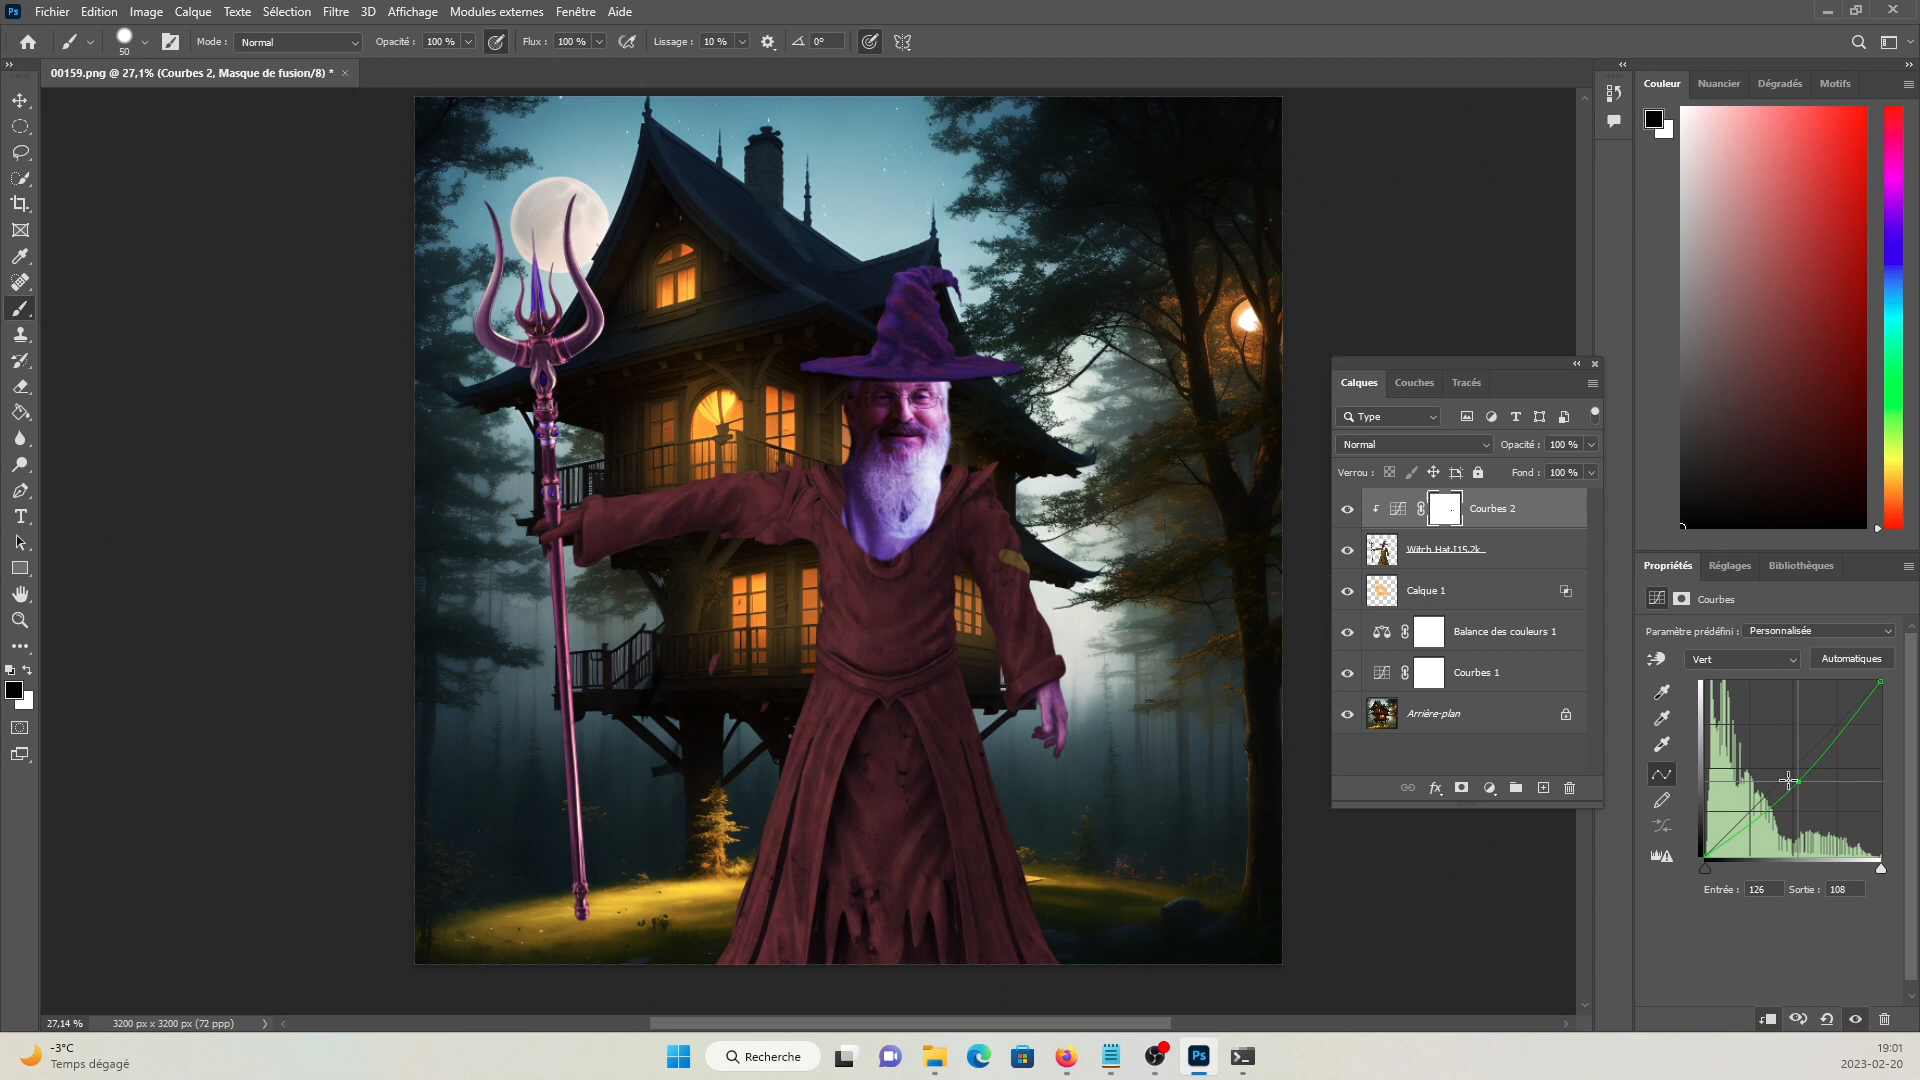 Ps Fichier Edition Image Calque Texte Sélection Filtre 3D Affichage Modules externes Fenêtre Aide
50 Mode : Normal Opacité : 100 % Flux : 100 % Lissage : 10 % 0°
00159.png @ 27,1% (Courbes 2, Masque de fusion/8) * ×
Couleur Nuancier Dégradés Motifs
Calques Couches Tracés
Type
Normal Opacité : 100 %
Verrou : Fond : 100 %
Courbes 2
Witch Hat.I15.2k
Calque 1
Balance des couleurs 1
Courbes 1
Arrière-plan
fx
Propriétés Réglages Bibliothèques
Courbes
Paramètre prédéfini : Personnalisée
Vert Automatiques
Entrée : 126 Sortie : 108
27,14 % 3200 px x 3200 px (72 ppp)
-3°C
Temps dégagé
Recherche
Ps
19:01
2023-02-20